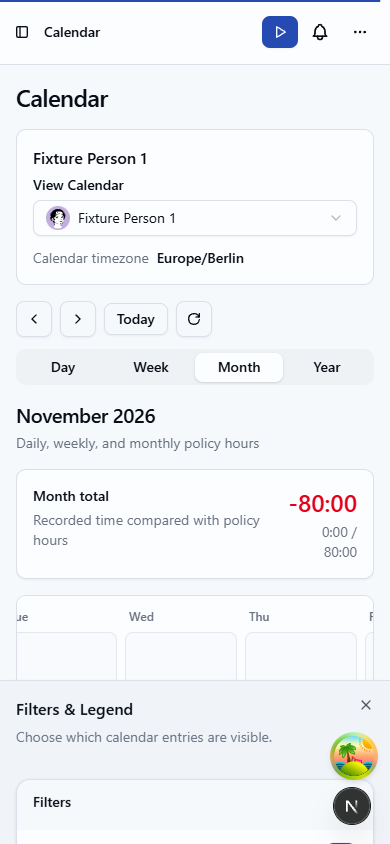 Calendar
Calendar
Fixture Person 1
View Calendar
Fixture Person 1
Calendar timezone Europe/Berlin
Today
Day Week Month Year
November 2026
Daily, weekly, and monthly policy hours
Month total
-80:00
Recorded time compared with policy
hours
0:00 /
80:00
Wed Thu
Filters & Legend
Choose which calendar entries are visible.
Filters
N